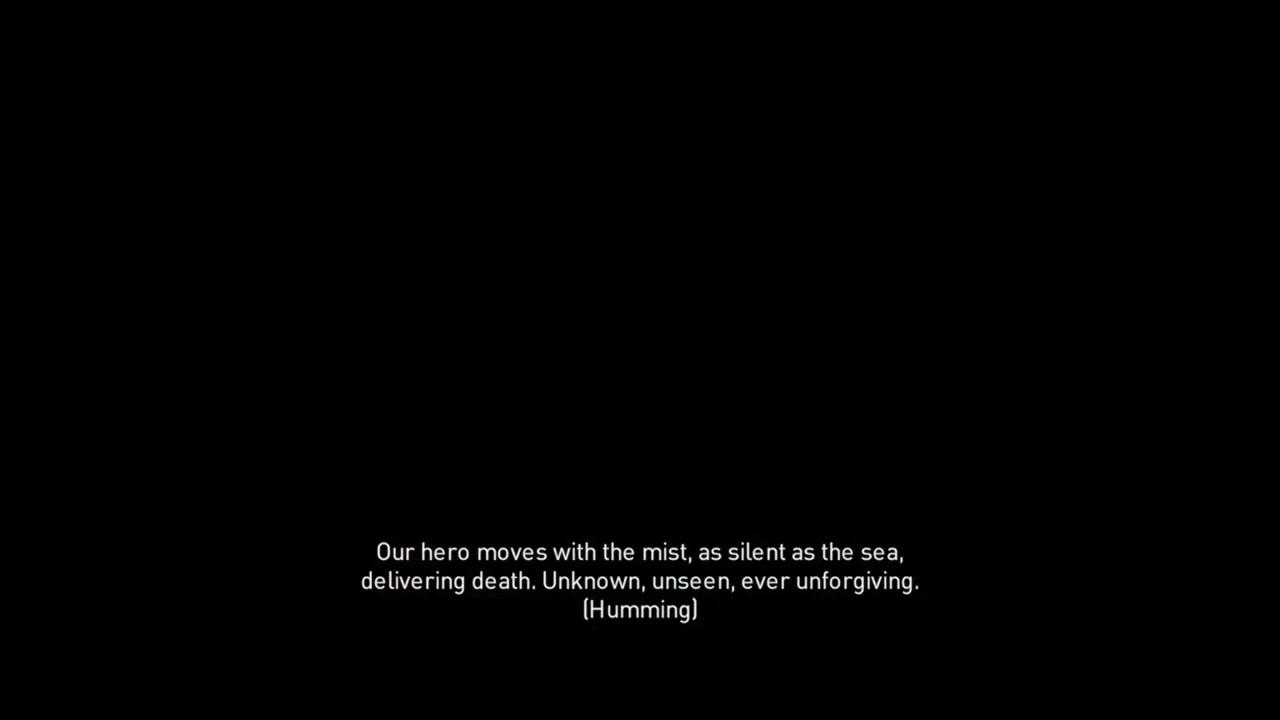 Our hero moves with the mist, as silent as the sea,
delivering death. Unknown, unseen, ever unforgiving.
(Humming)